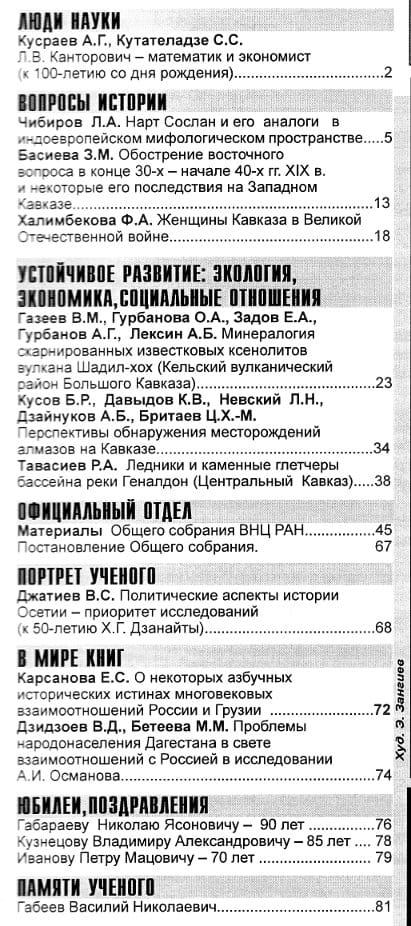 ЛЮДИ НАУКИ
Кусраев А.Г., Кутателадзе С.С.
Л.В. Канторович – математик и экономист
(к 100-летию со дня рождения)..........................2
ВОПРОСЫ ИСТОРИИ
Чибиров Л.А. Нарт Сослан и его аналоги в
индоевропейском мифологическом пространстве.....5
Басиева З.М. Обострение восточного
вопроса в конце 30-х – начале 40-х гг. XIX в.
и некоторые его последствия на Западном
Кавказе..........................................................13
Халимбекова Ф.А. Женщины Кавказа в Великой
Отечественной войне.......................................18
УСТОЙЧИВОЕ РАЗВИТИЕ: ЭКОЛОГИЯ,
ЭКОНОМИКА,СОЦИАЛЬНЫЕ ОТНОШЕНИЯ
Газеев В.М., Гурбанова О.А., Задов Е.А.,
Гурбанов А.Г., Лексин А.Б. Минералогия
скарнированных известковых ксенолитов
вулкана Шадил-хох (Кельский вулканический
район Большого Кавказа)...................................23
Кусов Б.Р., Давыдов К.В., Невский Л.Н.,
Дзайнуков А.Б., Бритаев Ц.Х.-М.
Перспективы обнаружения месторождений
алмазов на Кавказе..........................................34
Тавасиев Р.А. Ледники и каменные глетчеры
бассейна реки Геналдон (Центральный Кавказ).....38
ОФИЦИАЛЬНЫЙ ОТДЕЛ
Материалы Общего собрания ВНЦ РАН..............45
Постановление Общего собрания. 67
ПОРТРЕТ УЧЕНОГО
Джатиев В.С. Политические аспекты истории
Осетии – приоритет исследований
(к 50-летию Х.Г. Дзанайты)................................68
В МИРЕ КНИГ
Карсанова Е.С. О некоторых азбучных
исторических истинах многовековых
взаимоотношений России и Грузии ....................72
Дзидзоев В.Д., Бетеева М.М. Проблемы
народонаселения Дагестана в свете
взаимоотношений с Россией в исследовании
А.И. Османова.................................................74
ЮБИЛЕИ,ПОЗДРАВЛЕНИЯ
Габараеву Николаю Ясоновичу – 90 лет ............76
Кузнецову Владимиру Александровичу – 85 лет .... 78
Иванову Петру Мацовичу – 70 лет .....................79
ПАМЯТИ УЧЕНОГО
Габеев Василий Николаевич..............................81
Худ. Э. Зангиев